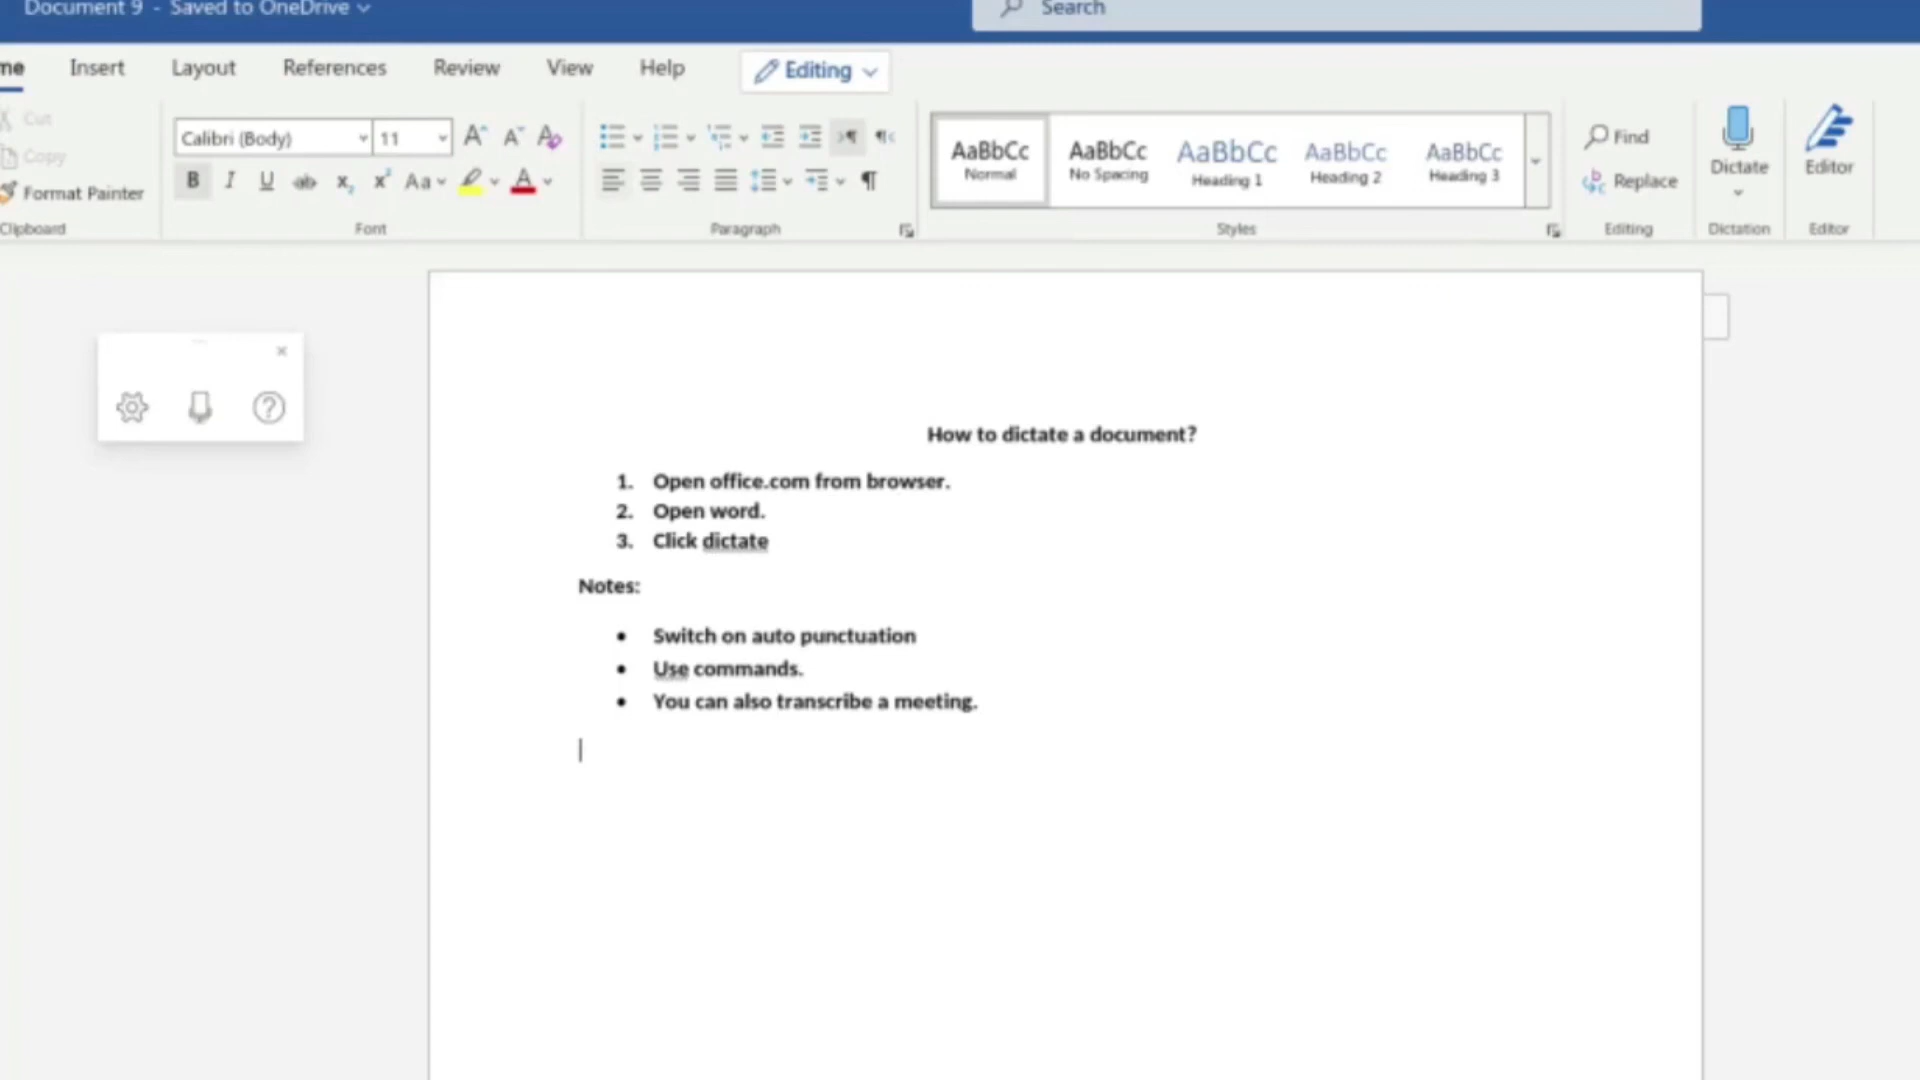 Document 9 - Saved to OneDrive
Search
me Insert Layout References Review View Help Editing
Cut
Copy
Format Painter
Clipboard
Calibri (Body) 11
Font
Paragraph
AaBbCc AaBbCc AaBbCc AaBbCc AaBbCc
Normal No Spacing Heading 1 Heading 2 Heading 3
Styles
Find
Replace
Editing
Dictate
Dictation
Editor
Editor
How to dictate a document?
1. Open office.com from browser.
2. Open word.
3. Click dictate
Notes:
• Switch on auto punctuation
• Use commands.
• You can also transcribe a meeting.